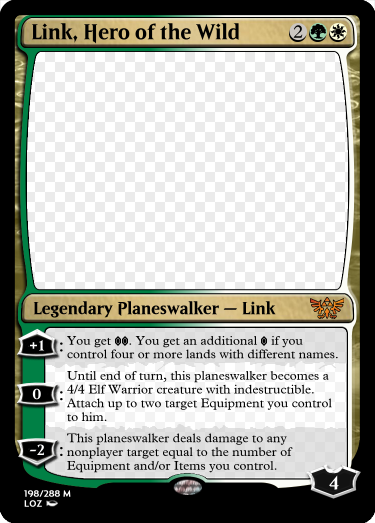 Link, Hero of the Wild 2
Legendary Planeswalker — Link
+1: You get . You get an additional if you
control four or more lands with different names.
Until end of turn, this planeswalker becomes a
0: 4/4 Elf Warrior creature with indestructible.
Attach up to two target Equipment you control
to him.
This planeswalker deals damage to any
-2: nonplayer target equal to the number of
Equipment and/or Items you control.
4
198/288 M
LOZ